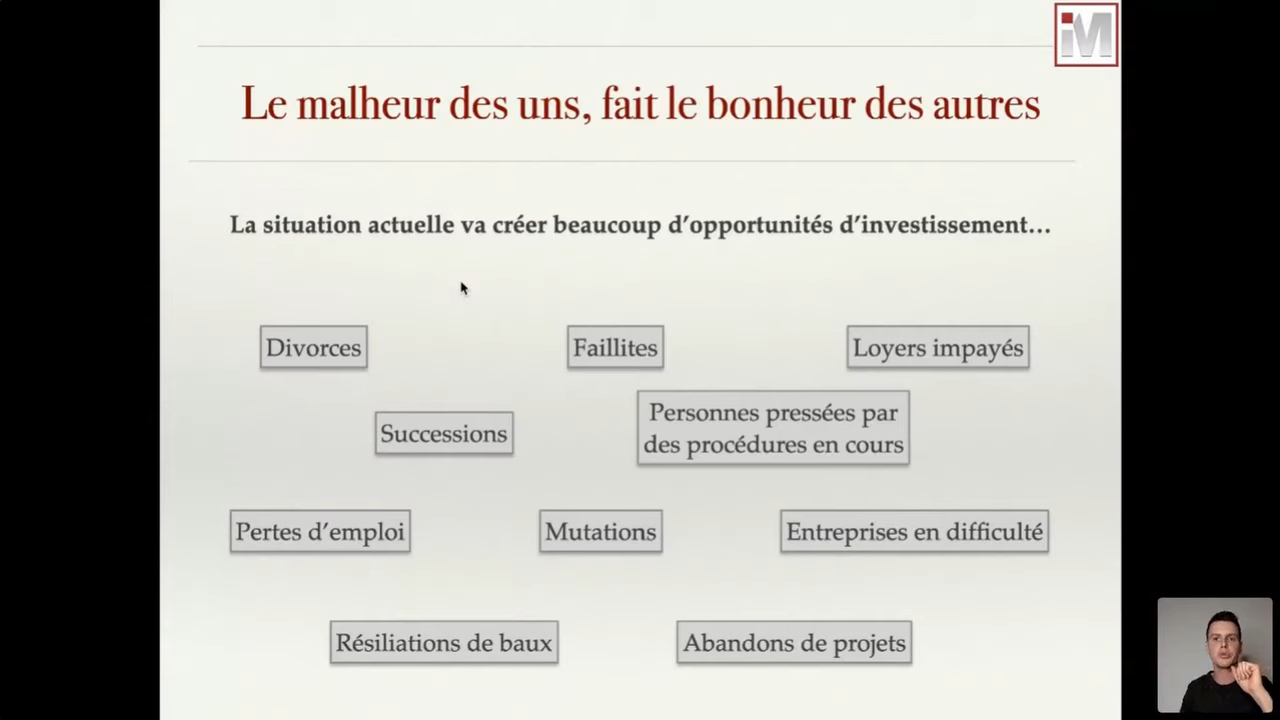 iM
Le malheur des uns, fait le bonheur des autres
La situation actuelle va créer beaucoup d’opportunités d’investissement…
Divorces
Faillites
Loyers impayés
Successions
Personnes pressées par
des procédures en cours
Pertes d’emploi
Mutations
Entreprises en difficulté
Résiliations de baux
Abandons de projets